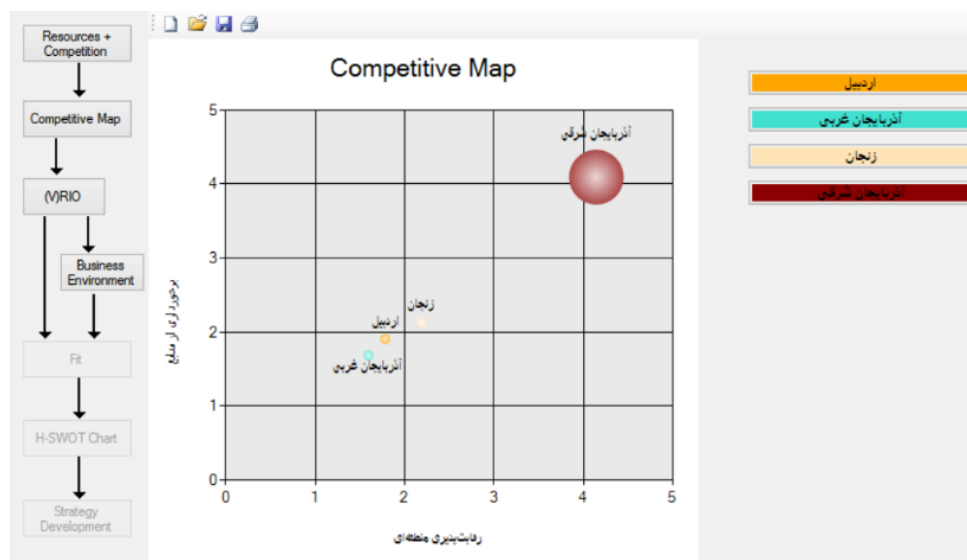 Resources +
Competition
Competitive Map
(V)RIO
Business
Environment
Fit
H-SWOT Chart
Strategy
Development
Competitive Map
5
4
3
2
1
0
0
1
2
3
4
5
برخورداری از منابع
رقابت‌پذیری منطقه‌ای
آذربایجان شرقی
زنجان
اردبیل
آذربایجان غربی
اردبیل
آذربایجان غربی
زنجان
آذربایجان شرقی